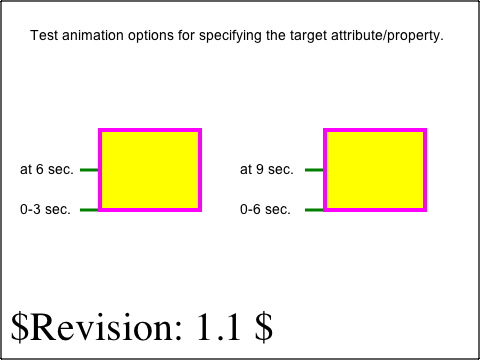 Test animation options for specifying the target attribute/property.
at 6 sec.
at 9 sec.
0-3 sec.
0-6 sec.
$Revision: 1.1 $